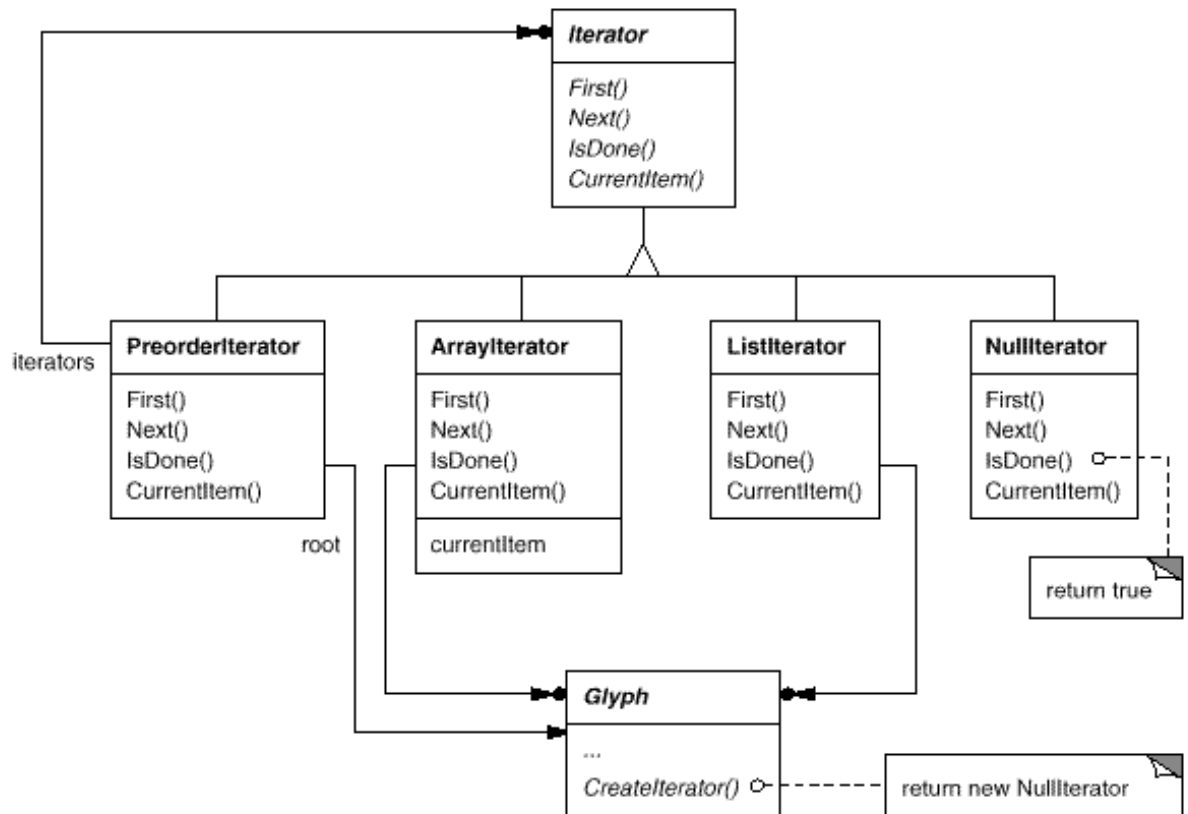 Iterator
First()
Next()
IsDone()
CurrentItem()
iterators
PreorderIterator
First()
Next()
IsDone()
CurrentItem()
root
ArrayIterator
First()
Next()
IsDone()
CurrentItem()
currentItem
ListIterator
First()
Next()
IsDone()
CurrentItem()
NullIterator
First()
Next()
IsDone()
CurrentItem()
return true
Glyph
...
CreateIterator()
return new NullIterator